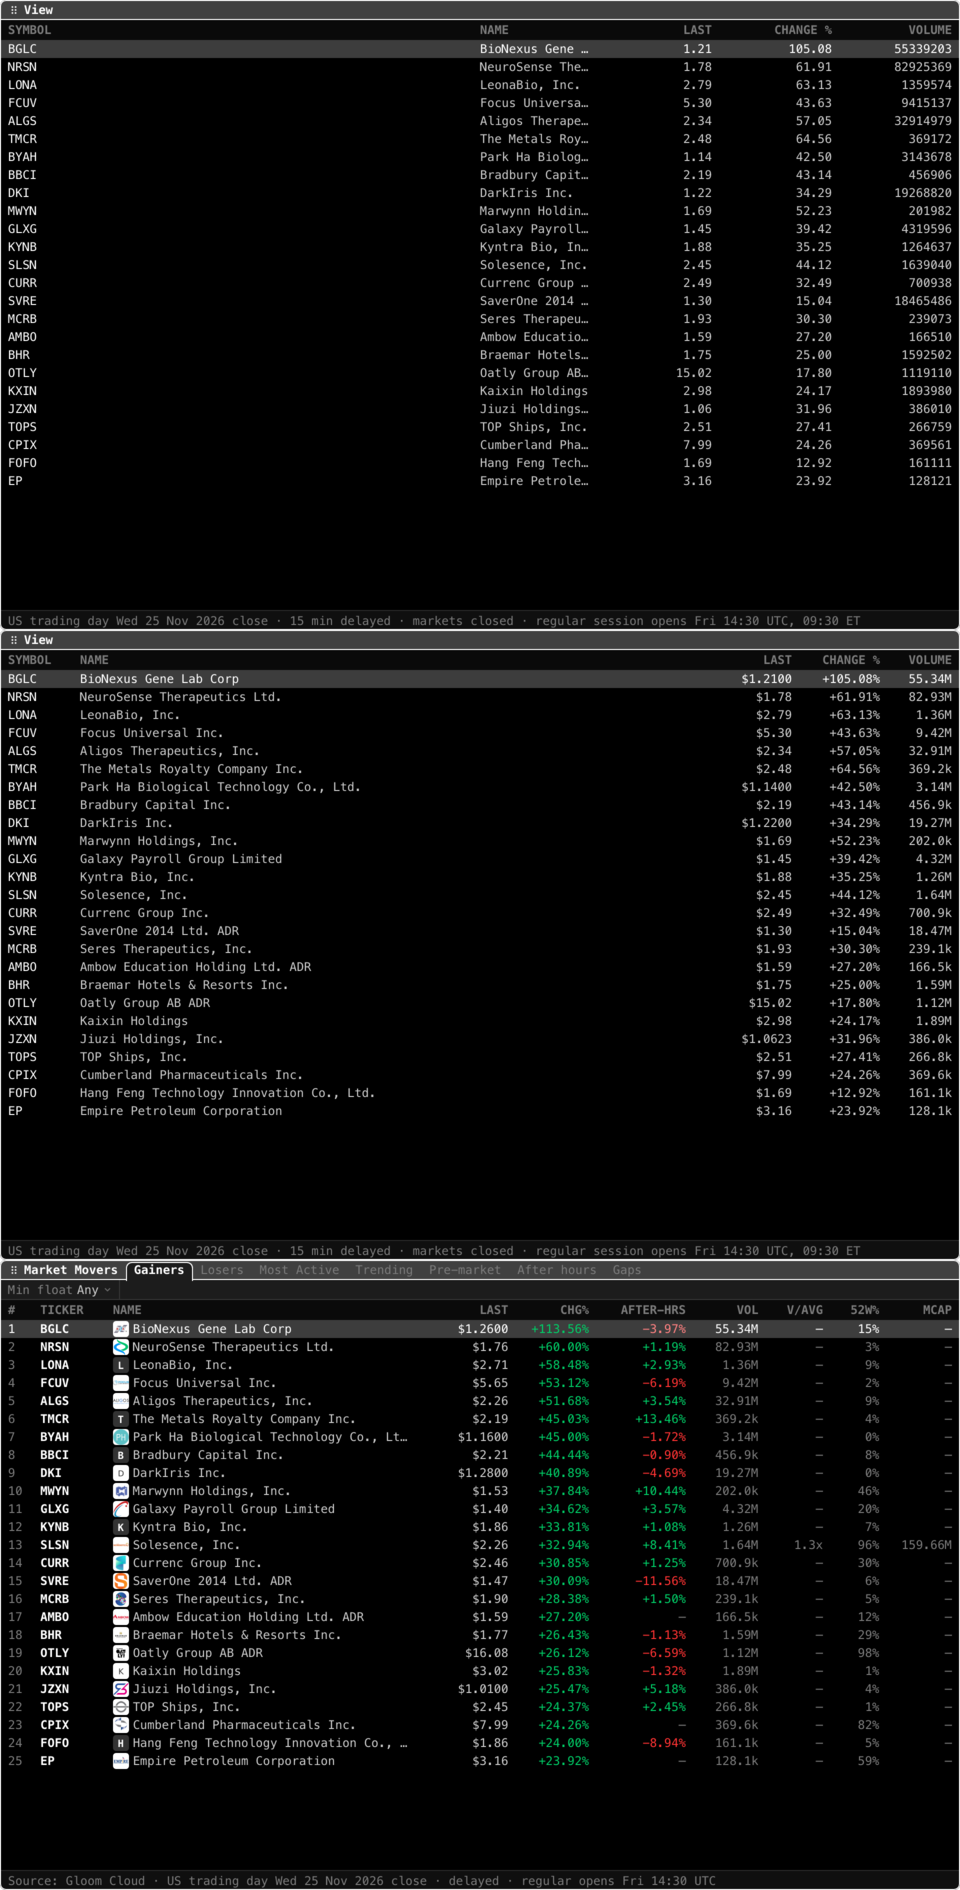 View
SYMBOL NAME LAST CHANGE % VOLUME
BGLC BioNexus Gene … 1.21 105.08 55339203
NRSN NeuroSense The… 1.78 61.91 82925369
LONA LeonaBio, Inc. 2.79 63.13 1359574
FCUV Focus Universa… 5.30 43.63 9415137
ALGS Aligos Therape… 2.34 57.05 32914979
TMCR The Metals Roy… 2.48 64.56 369172
BYAH Park Ha Biolog… 1.14 42.50 3143678
BBCI Bradbury Capit… 2.19 43.14 456906
DKI DarkIris Inc. 1.22 34.29 19268820
MWYN Marwynn Holdin… 1.69 52.23 201982
GLXG Galaxy Payroll… 1.45 39.42 4319596
KYNB Kyntra Bio, In… 1.88 35.25 1264637
SLSN Solesence, Inc. 2.45 44.12 1639040
CURR Currenc Group … 2.49 32.49 700938
SVRE SaverOne 2014 … 1.30 15.04 18465486
MCRB Seres Therapeu… 1.93 30.30 239073
AMBO Ambow Educatio… 1.59 27.20 166510
BHR Braemar Hotels… 1.75 25.00 1592502
OTLY Oatly Group AB… 15.02 17.80 1119110
KXIN Kaixin Holdings 2.98 24.17 1893980
JZXN Jiuzi Holdings… 1.06 31.96 386010
TOPS TOP Ships, Inc. 2.51 27.41 266759
CPIX Cumberland Pha… 7.99 24.26 369561
FOFO Hang Feng Tech… 1.69 12.92 161111
EP Empire Petrole… 3.16 23.92 128121
US trading day Wed 25 Nov 2026 close · 15 min delayed · markets closed · regular session opens Fri 14:30 UTC, 09:30 ET
View
SYMBOL NAME LAST CHANGE % VOLUME
BGLC BioNexus Gene Lab Corp $1.2100 +105.08% 55.34M
NRSN NeuroSense Therapeutics Ltd. $1.78 +61.91% 82.93M
LONA LeonaBio, Inc. $2.79 +63.13% 1.36M
FCUV Focus Universal Inc. $5.30 +43.63% 9.42M
ALGS Aligos Therapeutics, Inc. $2.34 +57.05% 32.91M
TMCR The Metals Royalty Company Inc. $2.48 +64.56% 369.2k
BYAH Park Ha Biological Technology Co., Ltd. $1.1400 +42.50% 3.14M
BBCI Bradbury Capital Inc. $2.19 +43.14% 456.9k
DKI DarkIris Inc. $1.2200 +34.29% 19.27M
MWYN Marwynn Holdings, Inc. $1.69 +52.23% 202.0k
GLXG Galaxy Payroll Group Limited $1.45 +39.42% 4.32M
KYNB Kyntra Bio, Inc. $1.88 +35.25% 1.26M
SLSN Solesence, Inc. $2.45 +44.12% 1.64M
CURR Currenc Group Inc. $2.49 +32.49% 700.9k
SVRE SaverOne 2014 Ltd. ADR $1.30 +15.04% 18.47M
MCRB Seres Therapeutics, Inc. $1.93 +30.30% 239.1k
AMBO Ambow Education Holding Ltd. ADR $1.59 +27.20% 166.5k
BHR Braemar Hotels & Resorts Inc. $1.75 +25.00% 1.59M
OTLY Oatly Group AB ADR $15.02 +17.80% 1.12M
KXIN Kaixin Holdings $2.98 +24.17% 1.89M
JZXN Jiuzi Holdings, Inc. $1.0623 +31.96% 386.0k
TOPS TOP Ships, Inc. $2.51 +27.41% 266.8k
CPIX Cumberland Pharmaceuticals Inc. $7.99 +24.26% 369.6k
FOFO Hang Feng Technology Innovation Co., Ltd. $1.69 +12.92% 161.1k
EP Empire Petroleum Corporation $3.16 +23.92% 128.1k
US trading day Wed 25 Nov 2026 close · 15 min delayed · markets closed · regular session opens Fri 14:30 UTC, 09:30 ET
Market Movers Gainers Losers Most Active Trending Pre-market After hours Gaps
Min float Any
# TICKER NAME LAST CHG% AFTER-HRS VOL V/AVG 52W% MCAP
1 BGLC BioNexus Gene Lab Corp $1.2600 +113.56% −3.97% 55.34M — 15% —
2 NRSN NeuroSense Therapeutics Ltd. $1.76 +60.00% +1.19% 82.93M — 3% —
3 LONA L LeonaBio, Inc. $2.71 +58.48% +2.93% 1.36M — 9% —
4 FCUV Focus Universal Inc. $5.65 +53.12% −6.19% 9.42M — 2% —
5 ALGS Aligos Therapeutics, Inc. $2.26 +51.68% +3.54% 32.91M — 9% —
6 TMCR T The Metals Royalty Company Inc. $2.19 +45.03% +13.46% 369.2k — 4% —
7 BYAH PH Park Ha Biological Technology Co., Lt… $1.1600 +45.00% −1.72% 3.14M — 0% —
8 BBCI B Bradbury Capital Inc. $2.21 +44.44% −0.90% 456.9k — 8% —
9 DKI D DarkIris Inc. $1.2800 +40.89% −4.69% 19.27M — 0% —
10 MWYN Marwynn Holdings, Inc. $1.53 +37.84% +10.44% 202.0k — 46% —
11 GLXG Galaxy Payroll Group Limited $1.40 +34.62% +3.57% 4.32M — 20% —
12 KYNB K Kyntra Bio, Inc. $1.86 +33.81% +1.08% 1.26M — 7% —
13 SLSN Solesence, Inc. $2.26 +32.94% +8.41% 1.64M 1.3x 96% 159.66M
14 CURR Currenc Group Inc. $2.46 +30.85% +1.25% 700.9k — 30% —
15 SVRE SaverOne 2014 Ltd. ADR $1.47 +30.09% −11.56% 18.47M — 6% —
16 MCRB Seres Therapeutics, Inc. $1.90 +28.38% +1.50% 239.1k — 5% —
17 AMBO Ambow Education Holding Ltd. ADR $1.59 +27.20% — 166.5k — 12% —
18 BHR Braemar Hotels & Resorts Inc. $1.77 +26.43% −1.13% 1.59M — 29% —
19 OTLY Oatly Group AB ADR $16.08 +26.12% −6.59% 1.12M — 98% —
20 KXIN K Kaixin Holdings $3.02 +25.83% −1.32% 1.89M — 1% —
21 JZXN Jiuzi Holdings, Inc. $1.0100 +25.47% +5.18% 386.0k — 4% —
22 TOPS TOP Ships, Inc. $2.45 +24.37% +2.45% 266.8k — 1% —
23 CPIX Cumberland Pharmaceuticals Inc. $7.99 +24.26% — 369.6k — 82% —
24 FOFO H Hang Feng Technology Innovation Co., … $1.86 +24.00% −8.94% 161.1k — 5% —
25 EP Empire Petroleum Corporation $3.16 +23.92% — 128.1k — 59% —
Source: Gloom Cloud · US trading day Wed 25 Nov 2026 close · delayed · regular opens Fri 14:30 UTC